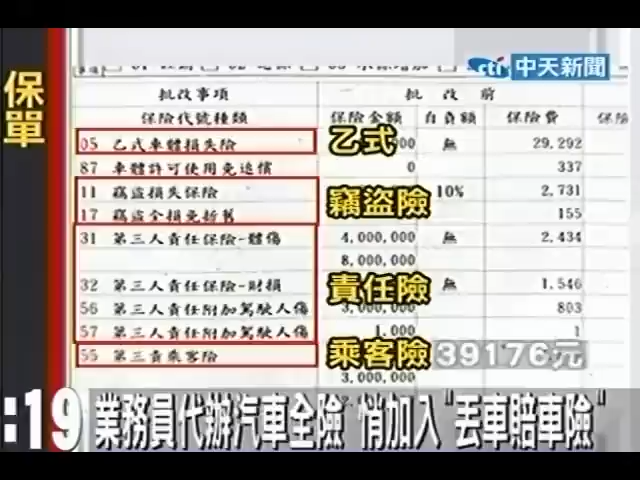 cti 中天新聞
保單
批改事項 批改前
保險代號種類 保險金額 自負額 保險費
05 乙式車體損失險 乙式 無 29,292
87 車體許可使用免追償 0 337
11 竊盜損失保險 10% 2,731
竊盜險
17 竊盜全損免折舊 155
31 第三人責任保險-體傷 4,000,000 無 2,434
8,000,000
32 第三人責任保險-財損 責任險 無 1,546
56 第三人責任附加駕駛人傷 3,000,000 803
57 第三人責任附加駕駛人傷 1,000 1
55 第三責乘客險 乘客險 39176元
3,000,000
:19 業務員代辦汽車全險 悄加入"丟車賠車險"